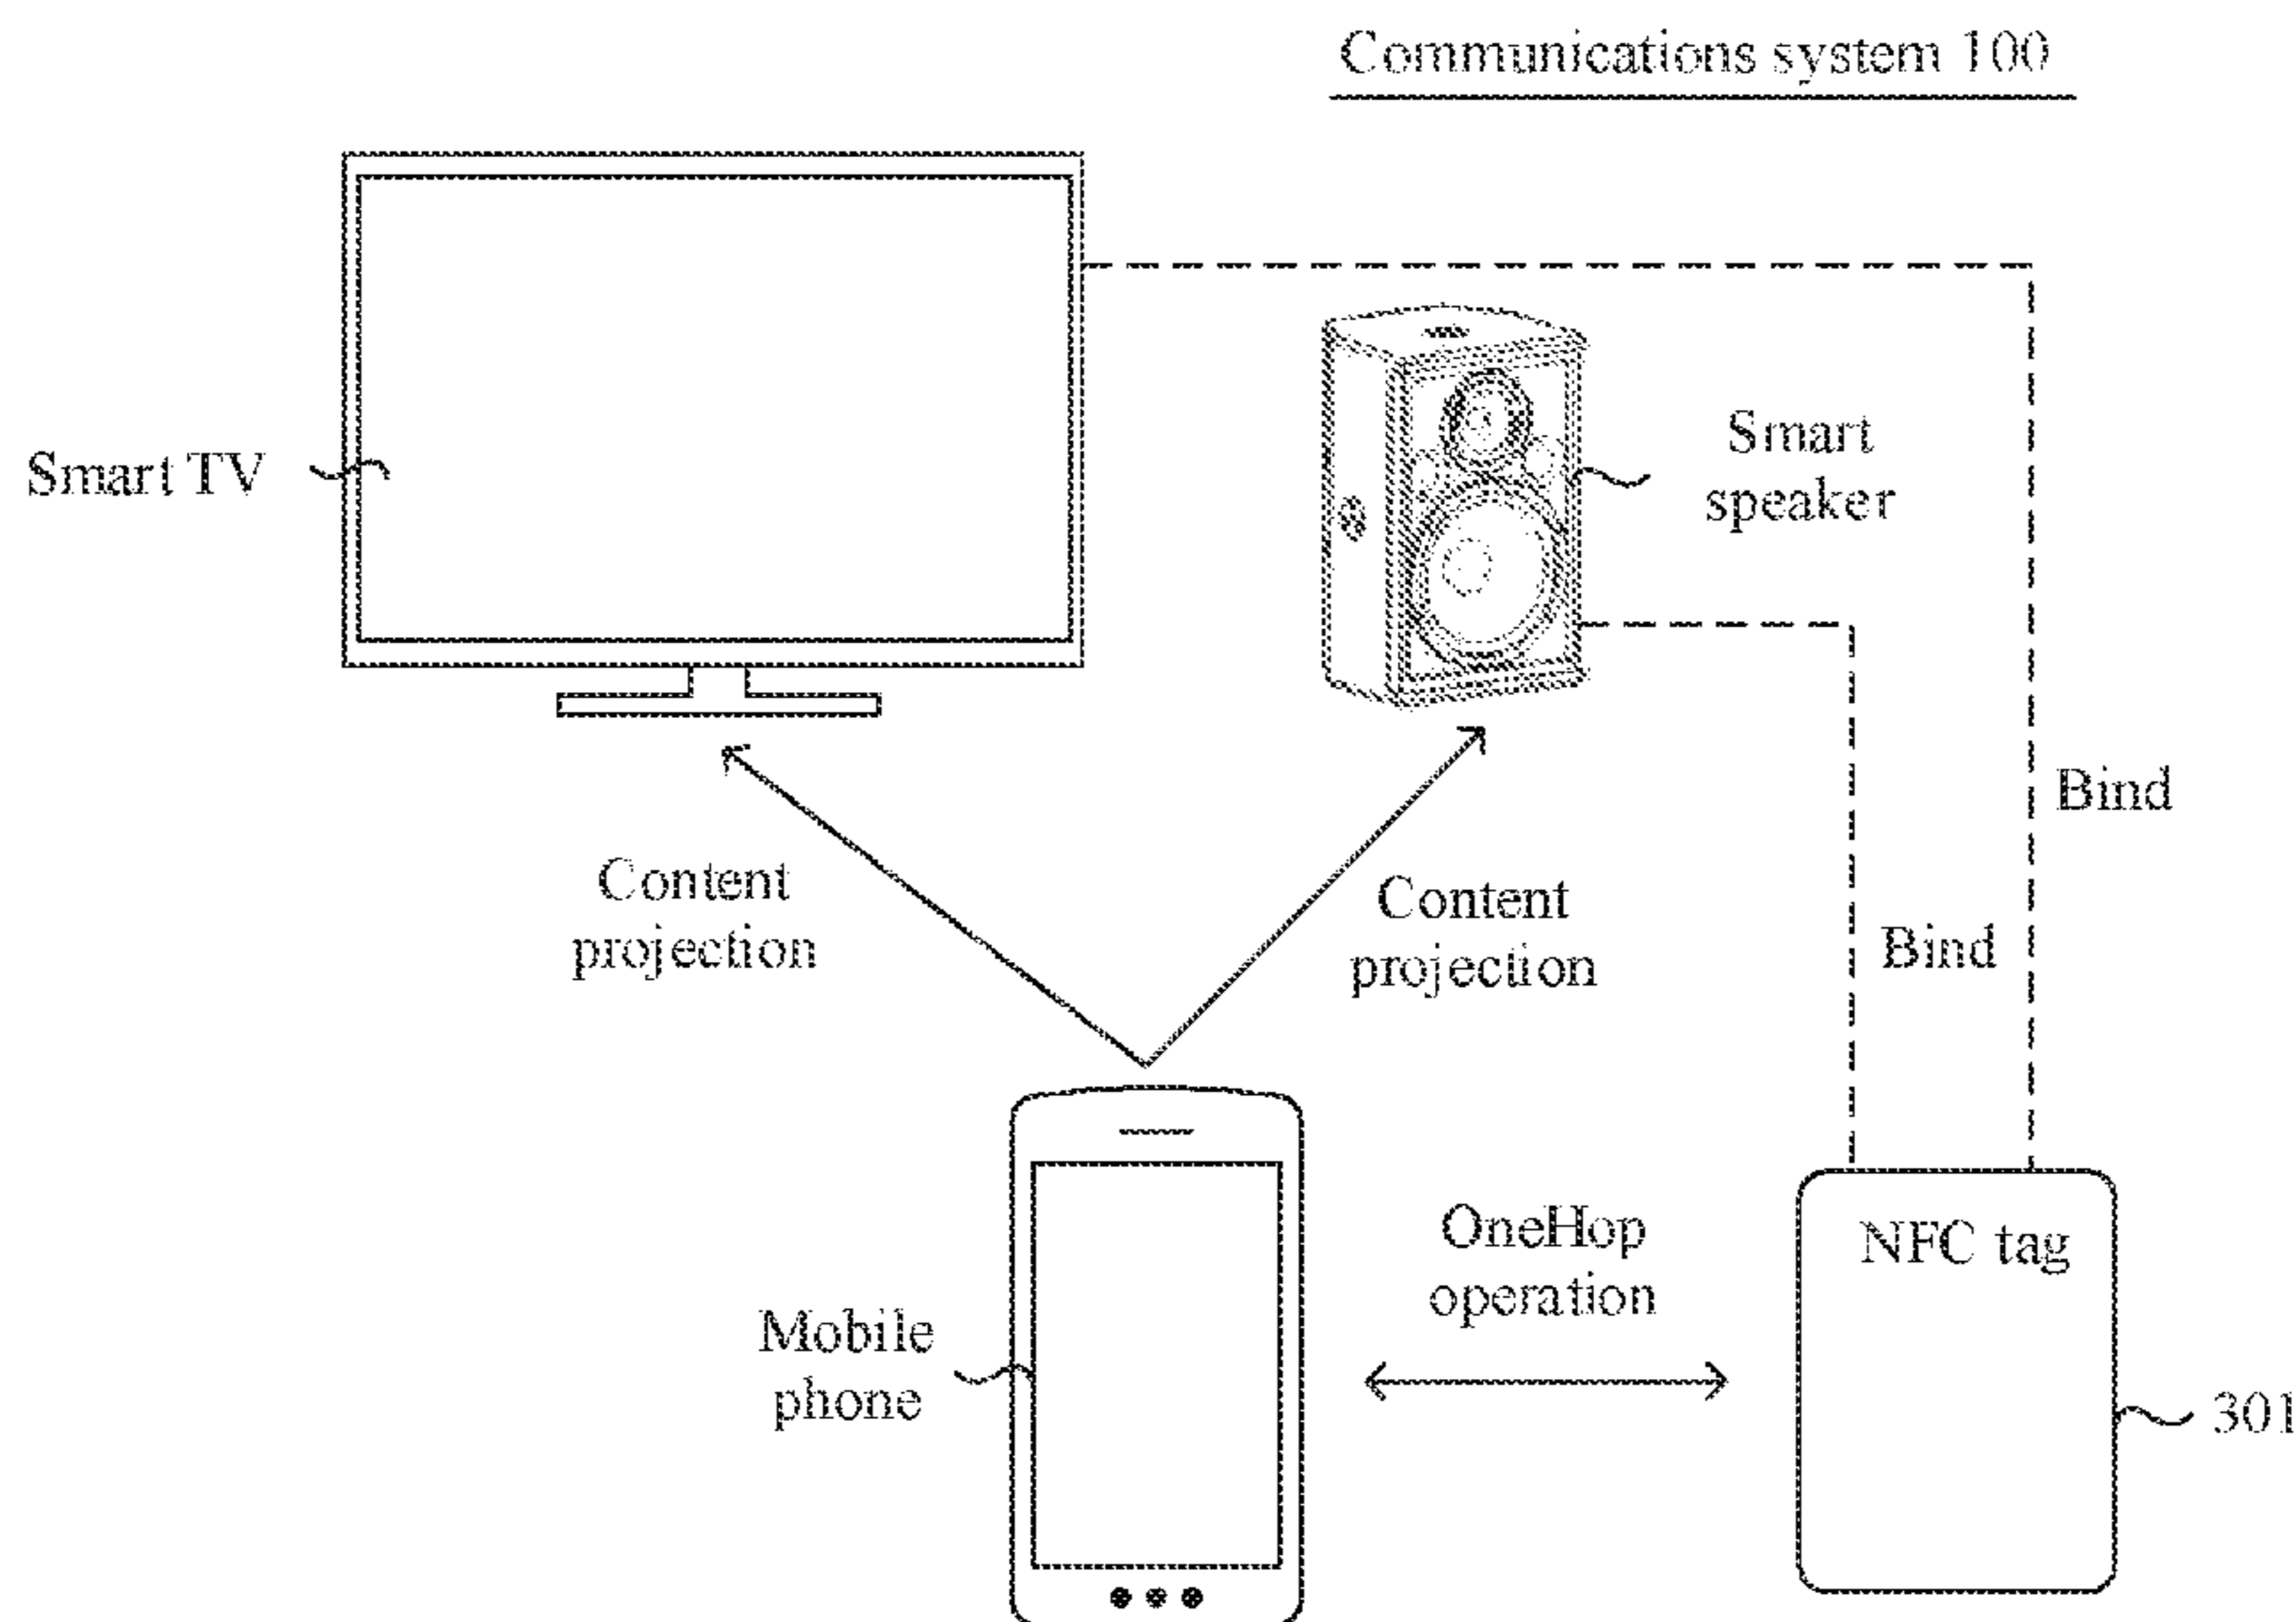 Communications system 100
Smart TV
Smart
speaker
Bind
Content
projection
Content
projection
Bind
OneHop
operation
NFC tag
Mobile
phone
301